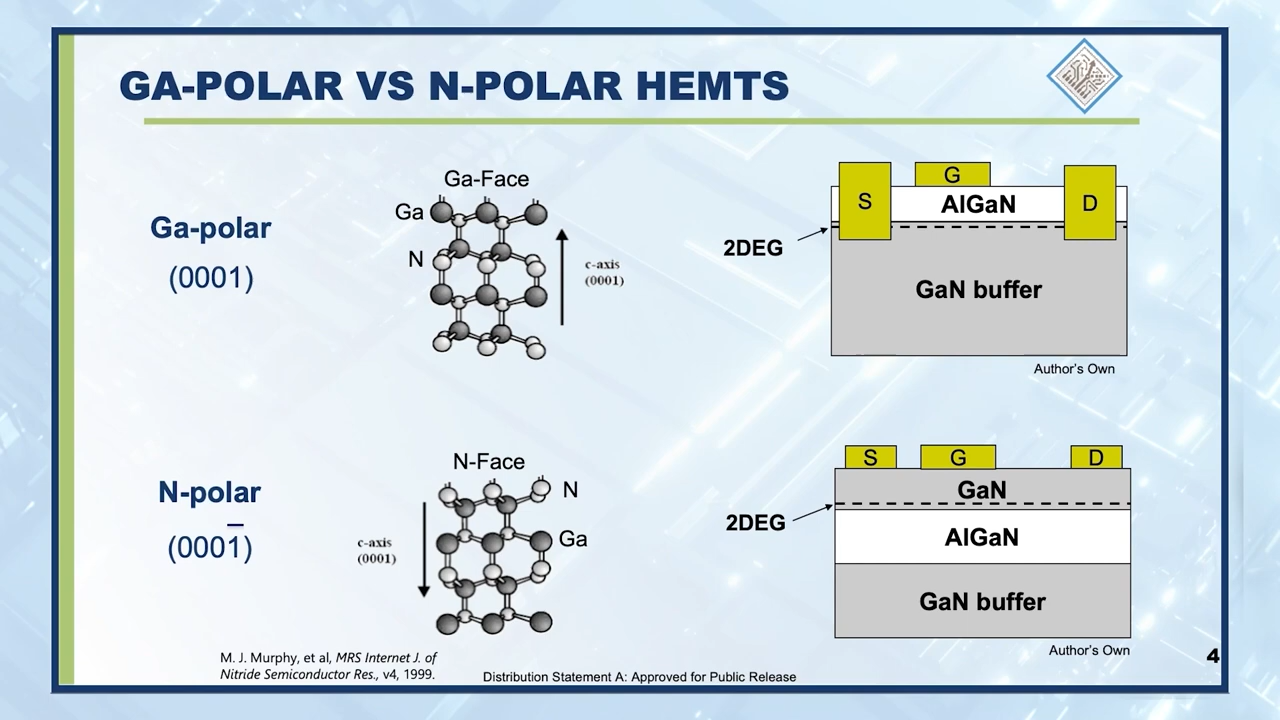 GA-POLAR VS N-POLAR HEMTS
Ga-polar
(0001)
Ga-Face
Ga
N
c-axis
(0001)
S
G
D
AlGaN
2DEG
GaN buffer
Author's Own
N-polar
(0001̅)
N-Face
N
Ga
c-axis
(0001)
S
G
D
GaN
2DEG
AlGaN
GaN buffer
Author's Own
M. J. Murphy, et al, MRS Internet J. of
Nitride Semiconductor Res., v4, 1999.
Distribution Statement A: Approved for Public Release
4